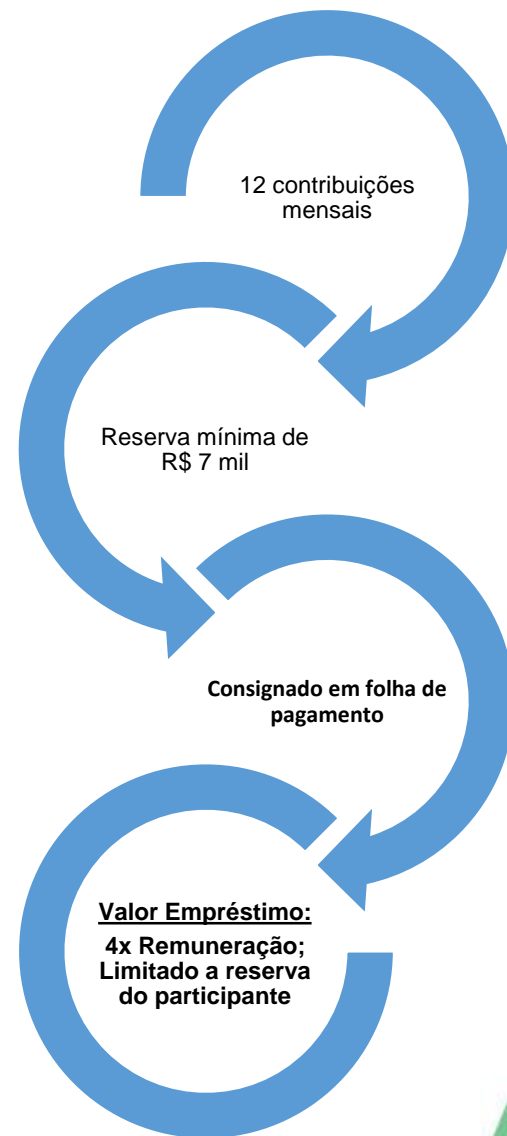 12 contribuições
mensais
Reserva mínima de
R$ 7 mil
Consignado em folha de
pagamento
Valor Empréstimo:
4x Remuneração;
Limitado a reserva
do participante